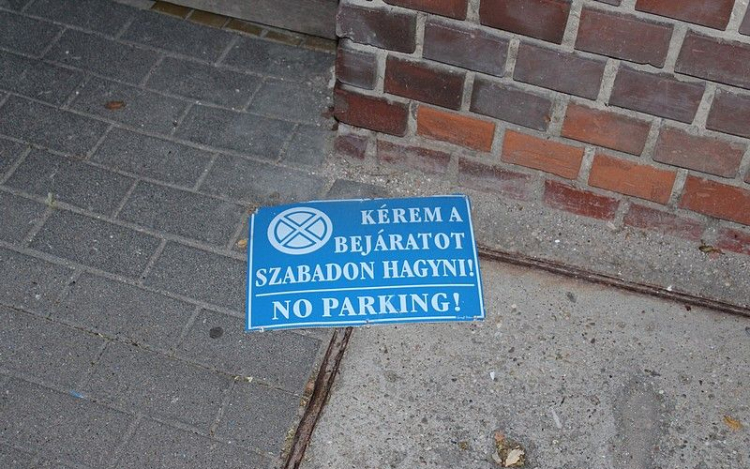 KÉREM A
BEJÁRATOT
SZABADON HAGYNI!
NO PARKING!